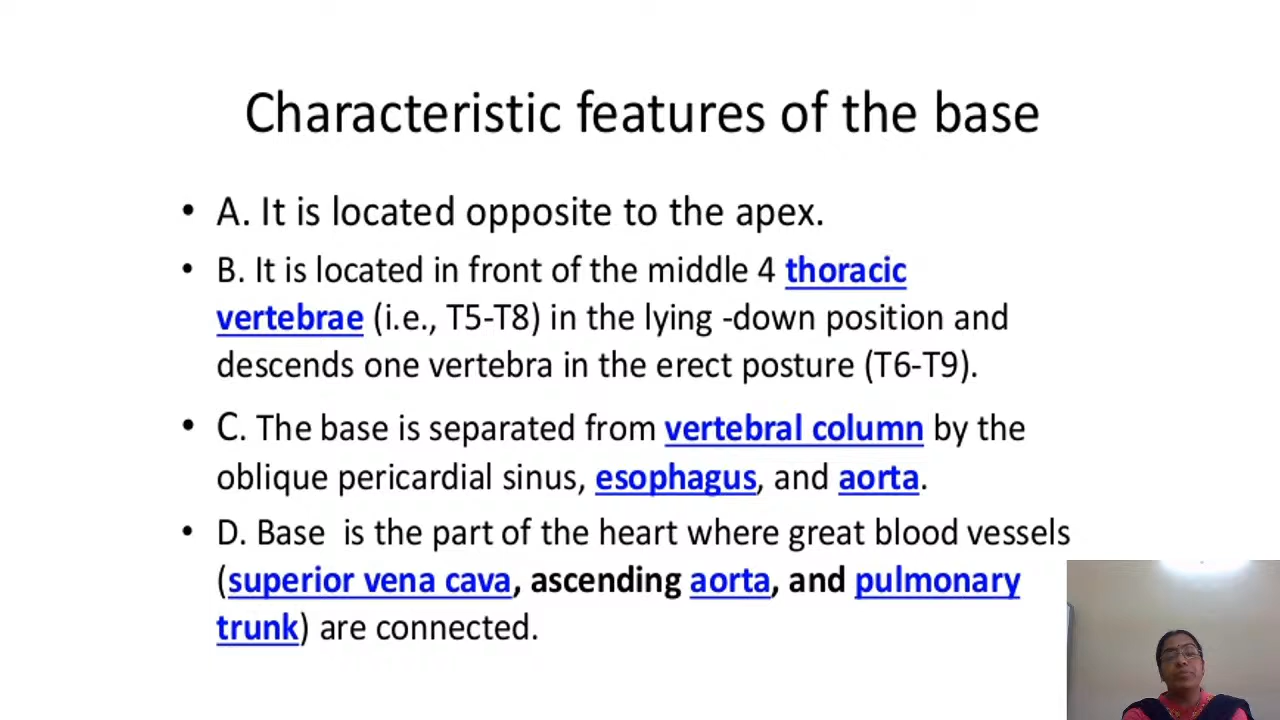 Characteristic features of the base
• A. It is located opposite to the apex.
• B. It is located in front of the middle 4 thoracic
vertebrae (i.e., T5-T8) in the lying -down position and
descends one vertebra in the erect posture (T6-T9).
• C. The base is separated from vertebral column by the
oblique pericardial sinus, esophagus, and aorta.
• D. Base  is the part of the heart where great blood vessels
(superior vena cava, ascending aorta, and pulmonary
trunk) are connected.